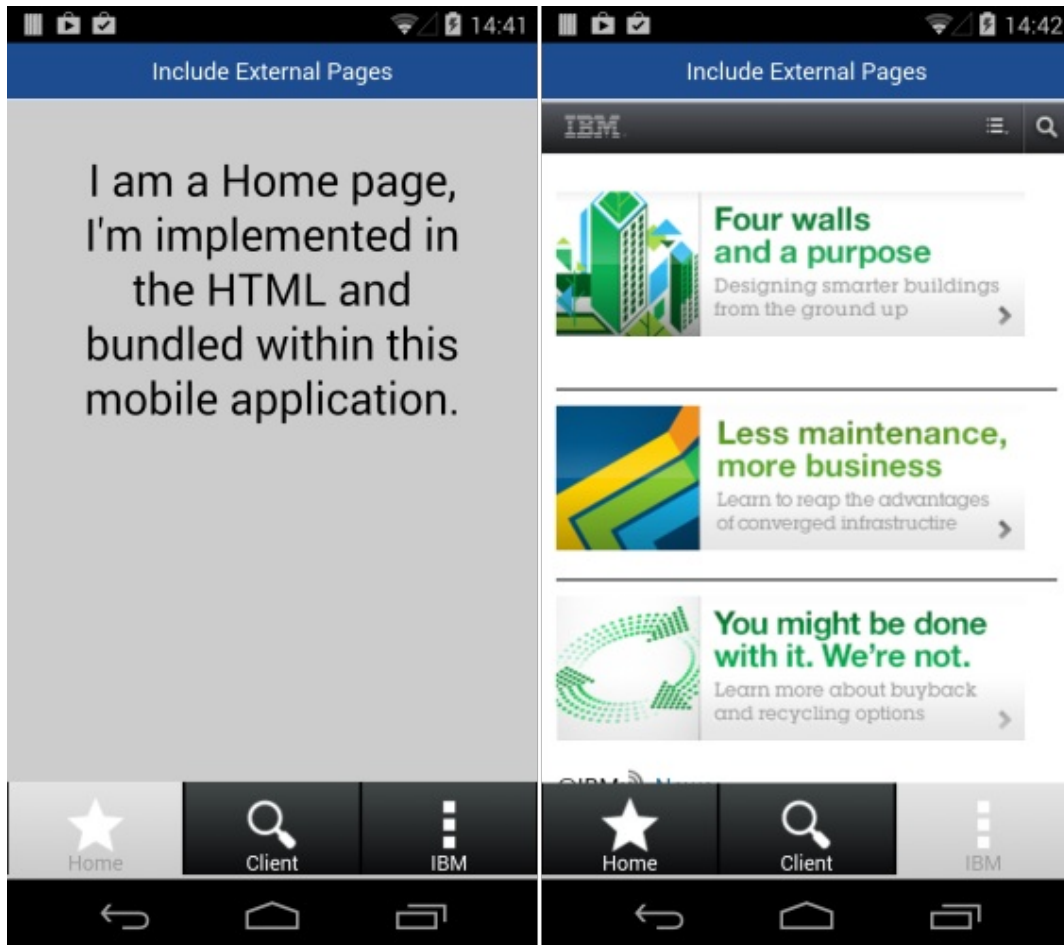 14:41
Include External Pages
I am a Home page,
I'm implemented in
the HTML and
bundled within this
mobile application.
Home
Client
IBM
14:42
Include External Pages
IBM
Four walls
and a purpose
Designing smarter buildings
from the ground up
Less maintenance,
more business
Learn to reap the advantages
of converged infrastructire
You might be done
with it. We're not.
Learn more about buyback
and recycling options
Home
Client
IBM